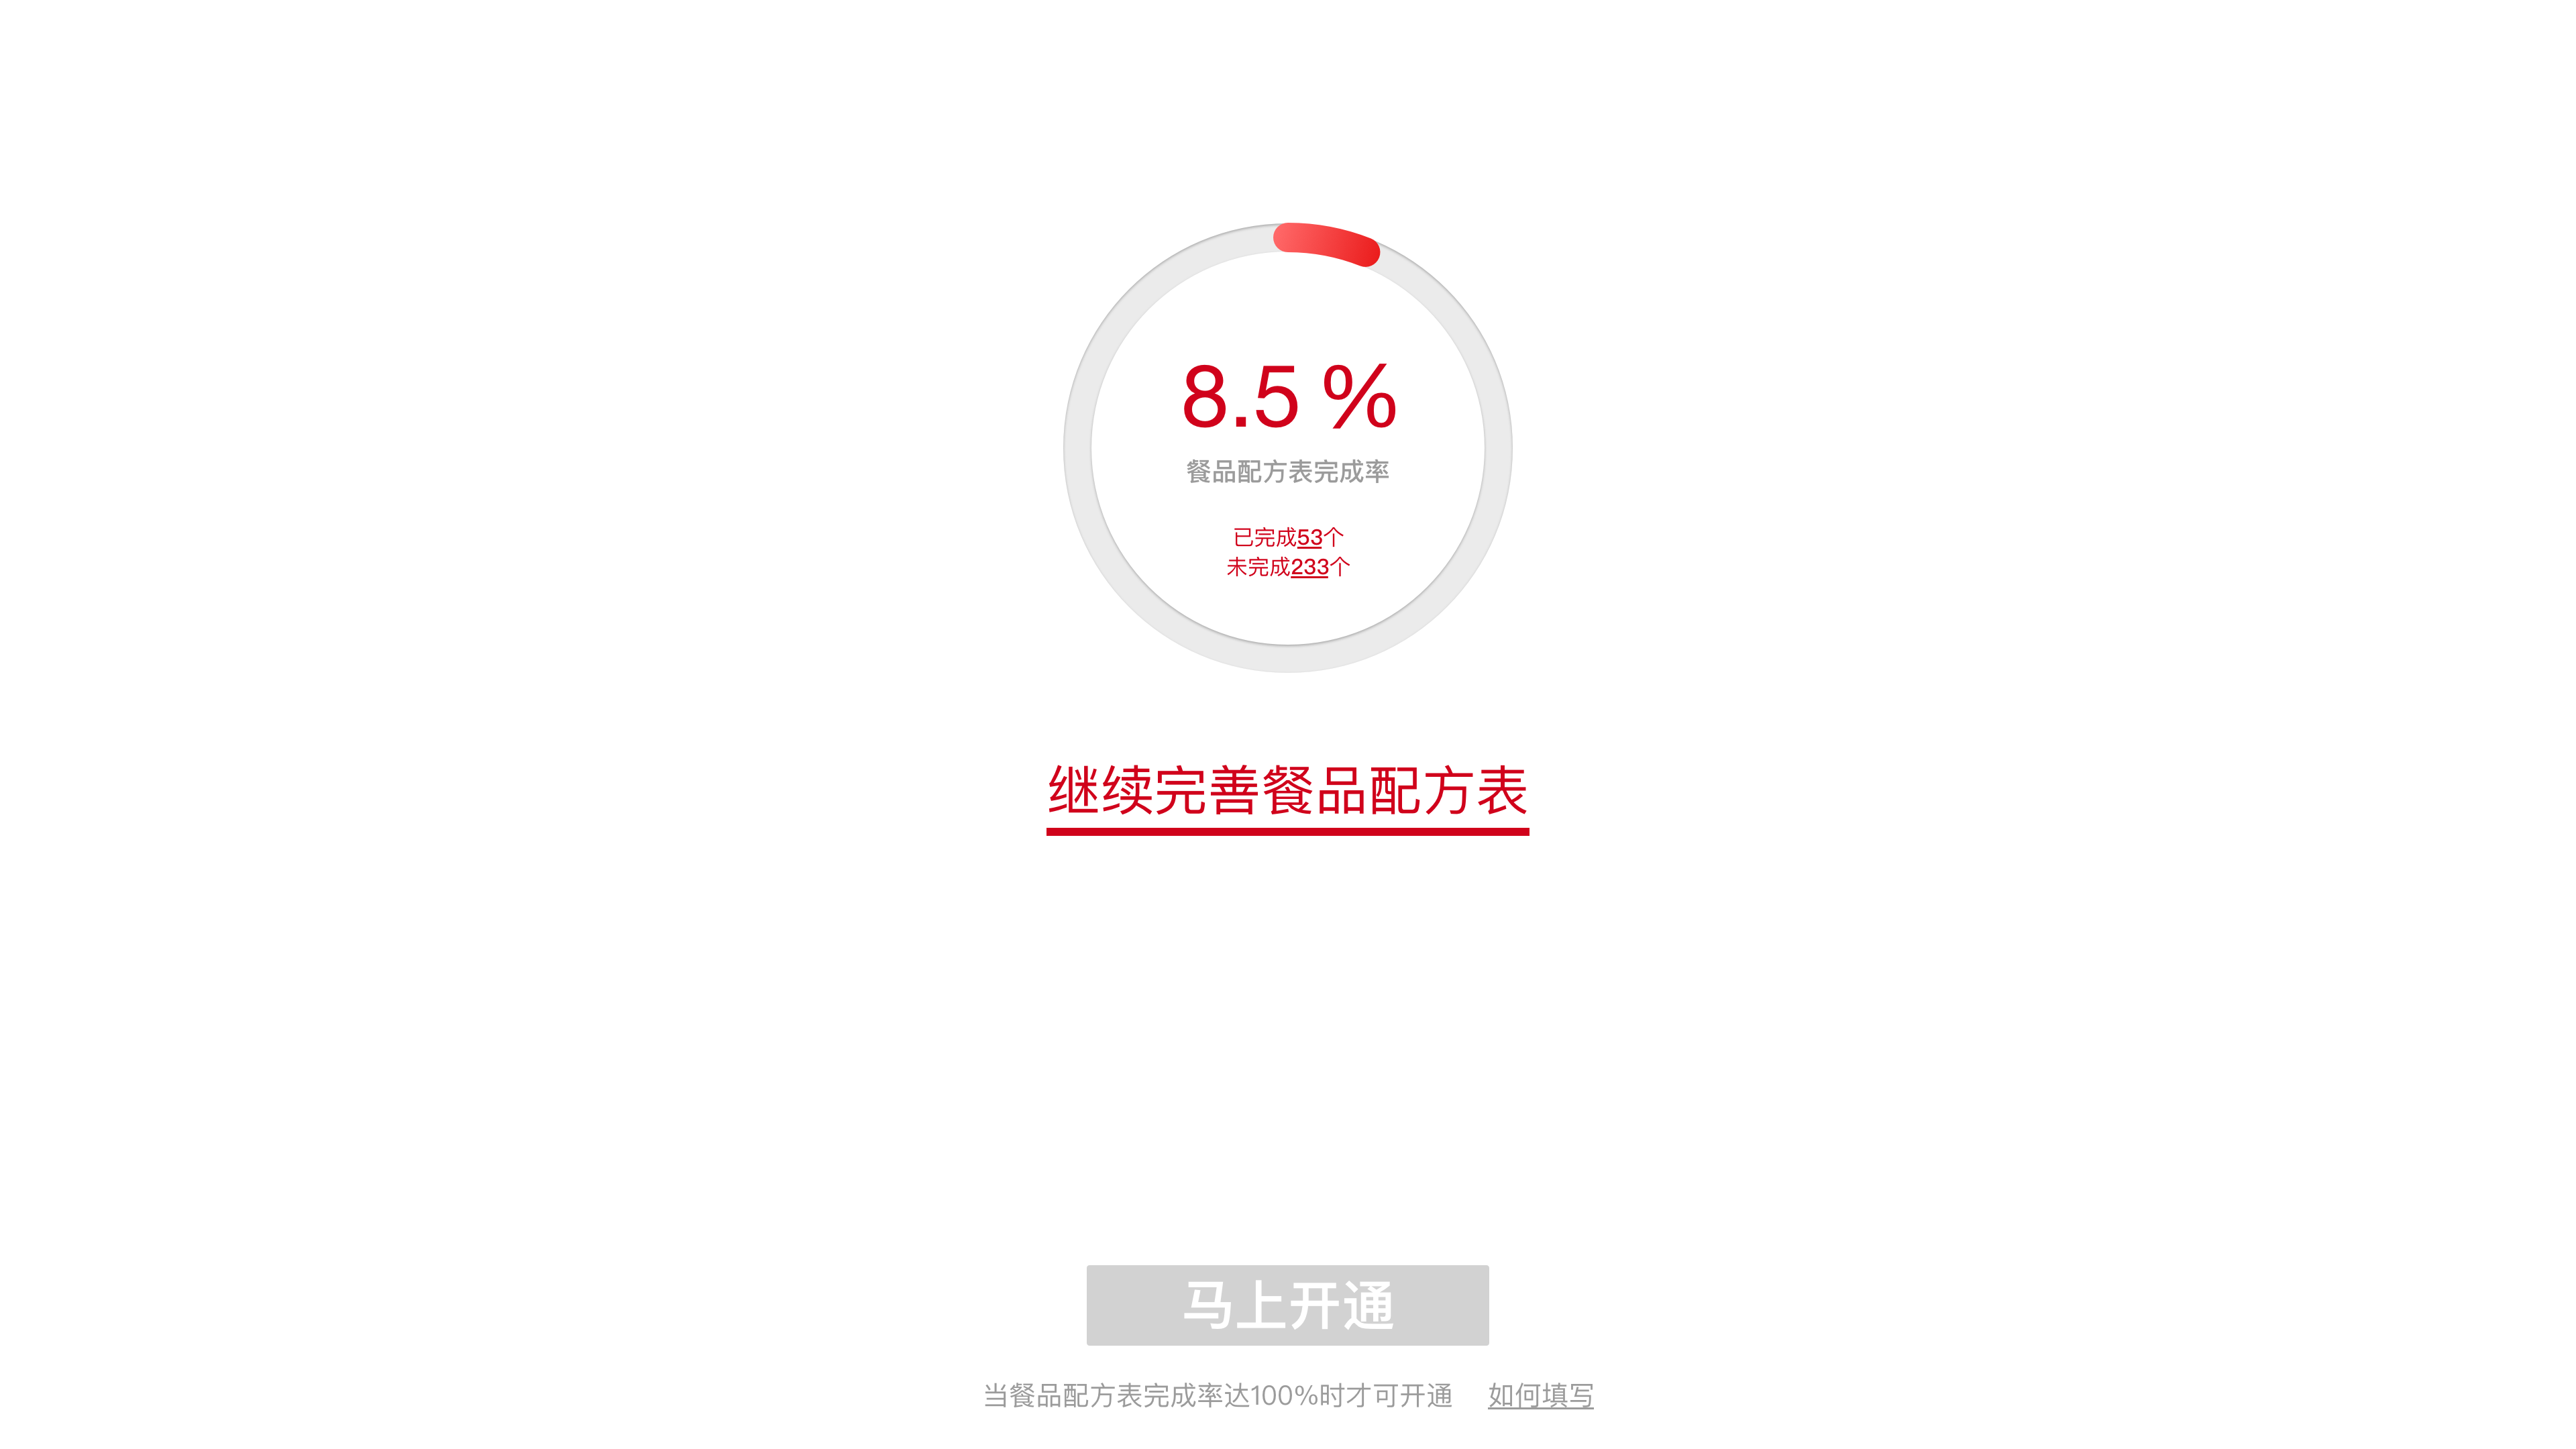 8.5 %
餐品配方表完成率
已完成53个
未完成233个
继续完善餐品配方表
马上开通
当餐品配方表完成率达100%时才可开通 如何填写